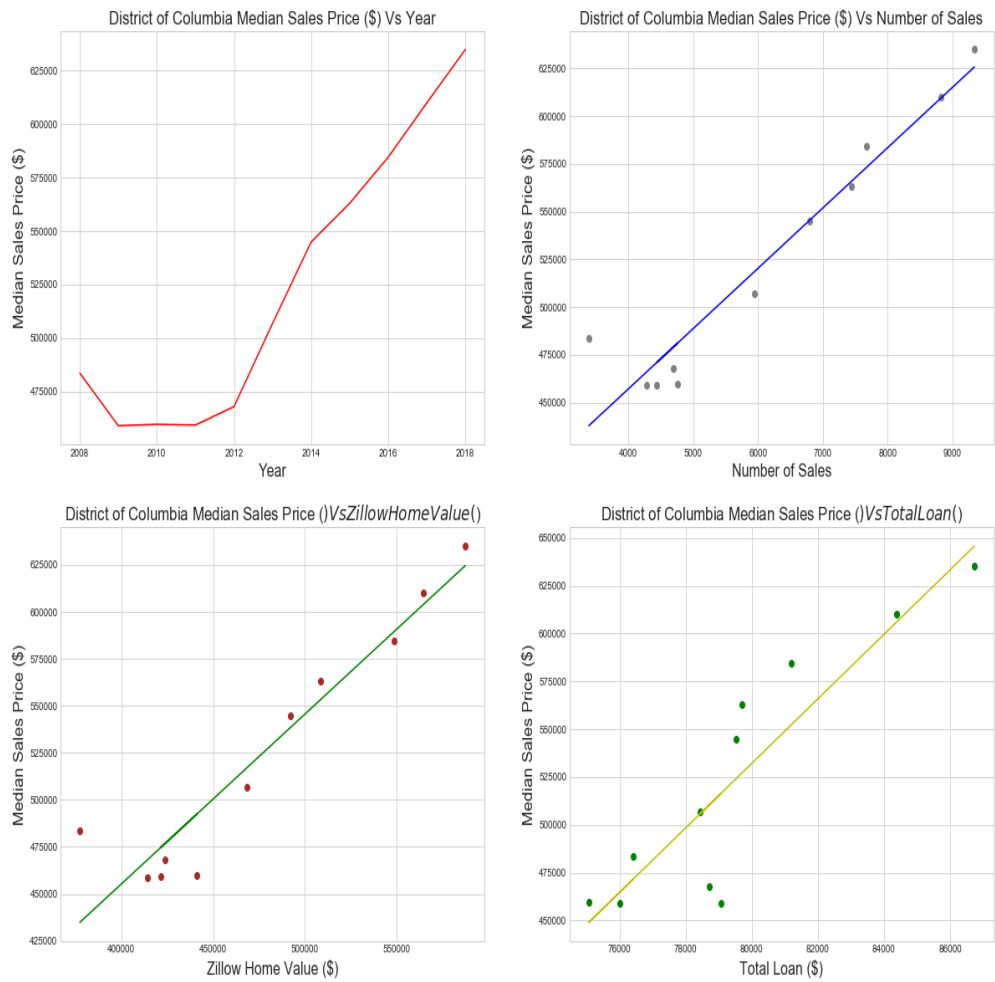 District of Columbia Median Sales Price ($) Vs Year
Median Sales Price ($)
625000
600000
575000
550000
525000
500000
475000
2008 2010 2012 2014 2016 2018
Year
District of Columbia Median Sales Price ($) Vs Number of Sales
Median Sales Price ($)
625000
600000
575000
550000
525000
500000
475000
450000
4000 5000 6000 7000 8000 9000
Number of Sales
District of Columbia Median Sales Price ()VsZillowHomeValue()
Median Sales Price ($)
625000
600000
575000
550000
525000
500000
475000
450000
425000
400000 450000 500000 550000
Zillow Home Value ($)
District of Columbia Median Sales Price ()VsTotalLoan()
Median Sales Price ($)
650000
625000
600000
575000
550000
525000
500000
475000
450000
76000 78000 80000 82000 84000 86000
Total Loan ($)